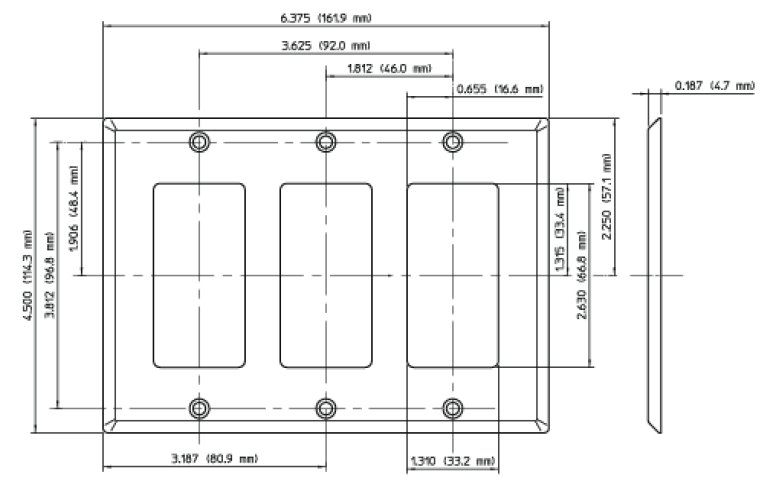 6.375 (161.9 mm)
3.625 (92.0 mm)
1.812 (46.0 mm)
0.655 (16.6 mm)
0.187 (4.7 mm)
4.500 (114.3 mm)
3.812 (96.8 mm)
1.906 (48.4 mm)
1.315 (33.4 mm)
2.630 (66.8 mm)
2.250 (57.1 mm)
3.187 (80.9 mm)
1.310 (33.2 mm)